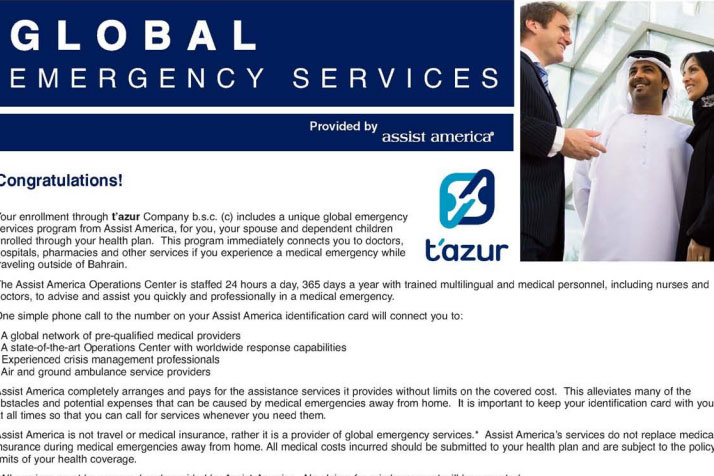 GLOBAL
EMERGENCY SERVICES
Provided by
assist america®
Congratulations!
t'azur
Your enrollment through t'azur Company b.s.c. (c) includes a unique global emergency
services program from Assist America, for you, your spouse and dependent children
enrolled through your health plan. This program immediately connects you to doctors,
hospitals, pharmacies and other services if you experience a medical emergency while
traveling outside of Bahrain.
The Assist America Operations Center is staffed 24 hours a day, 365 days a year with trained multilingual and medical personnel, including nurses and
doctors, to advise and assist you quickly and professionally in a medical emergency.
One simple phone call to the number on your Assist America identification card will connect you to:
A global network of pre-qualified medical providers
A state-of-the-art Operations Center with worldwide response capabilities
Experienced crisis management professionals
Air and ground ambulance service providers
Assist America completely arranges and pays for the assistance services it provides without limits on the covered cost. This alleviates many of the
obstacles and potential expenses that can be caused by medical emergencies away from home. It is important to keep your identification card with you
at all times so that you can call for services whenever you need them.
Assist America is not travel or medical insurance, rather it is a provider of global emergency services.* Assist America's services do not replace medical
insurance during medical emergencies away from home. All medical costs incurred should be submitted to your health plan and are subject to the policy
limits of your health coverage.